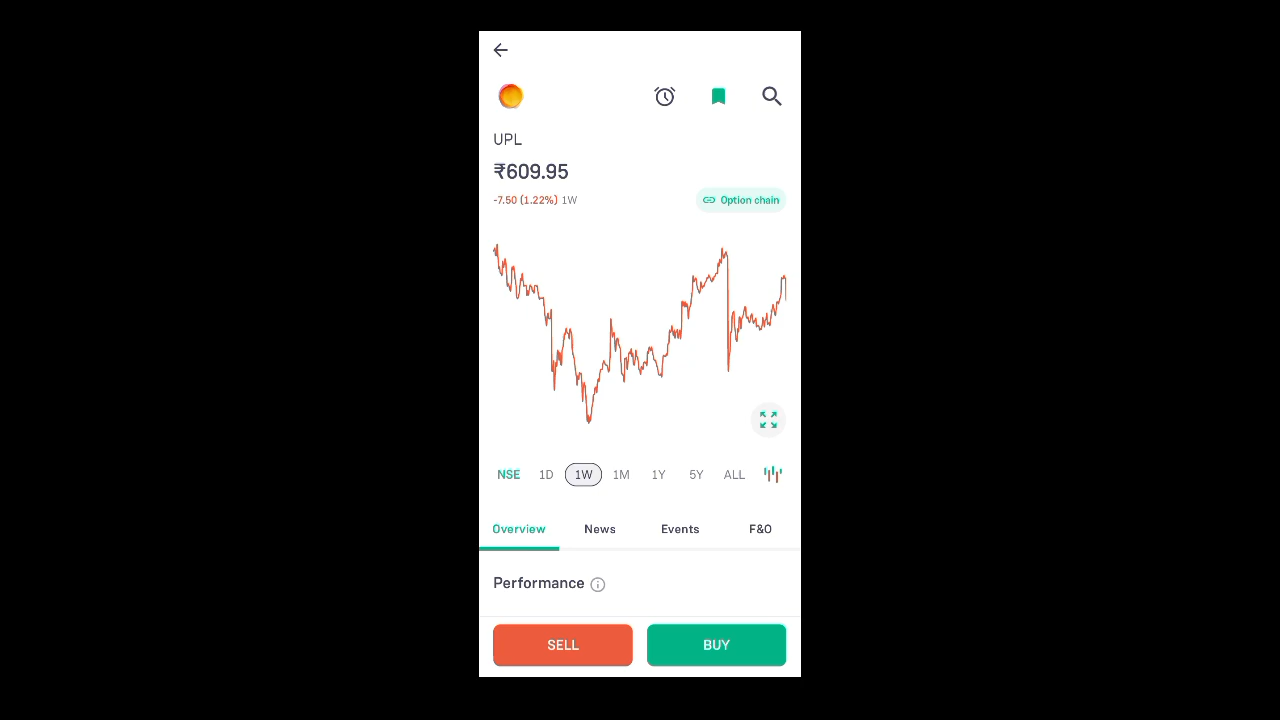 UPL
₹609.95
-7.50 (1.22%) 1W
Option chain
NSE 1D 1W 1M 1Y 5Y ALL
Overview News Events F&O
Performance
SELL BUY